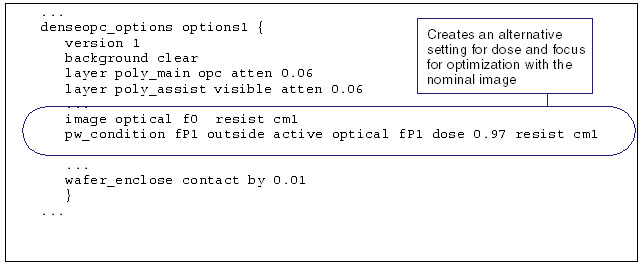 ...
denseopc_options options1 {
version 1
background clear
layer poly_main opc atten 0.06
layer poly_assist visible atten 0.06
...
Creates an alternative
setting for dose and focus
for optimization with the
nominal image
image optical f0 resist cm1
pw_condition fP1 outside active optical fP1 dose 0.97 resist cm1
...
wafer_enclose contact by 0.01
}
...